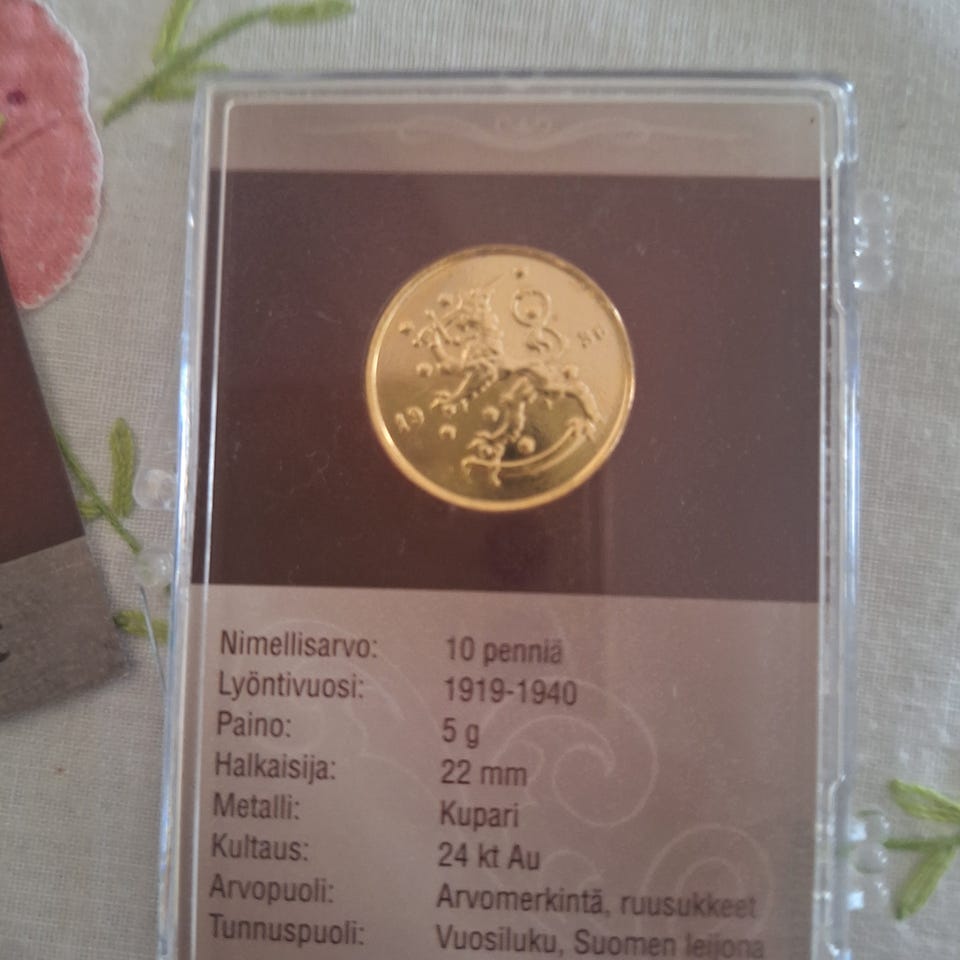 19
Nimellisarvo: 10 penniä
Lyöntivuosi: 1919-1940
Paino: 5 g
Halkaisija: 22 mm
Metalli: Kupari
Kultaus: 24 kt Au
Arvopuoli: Arvomerkintä, ruusukkeet
Tunnuspuoli: Vuosiluku, Suomen leijona